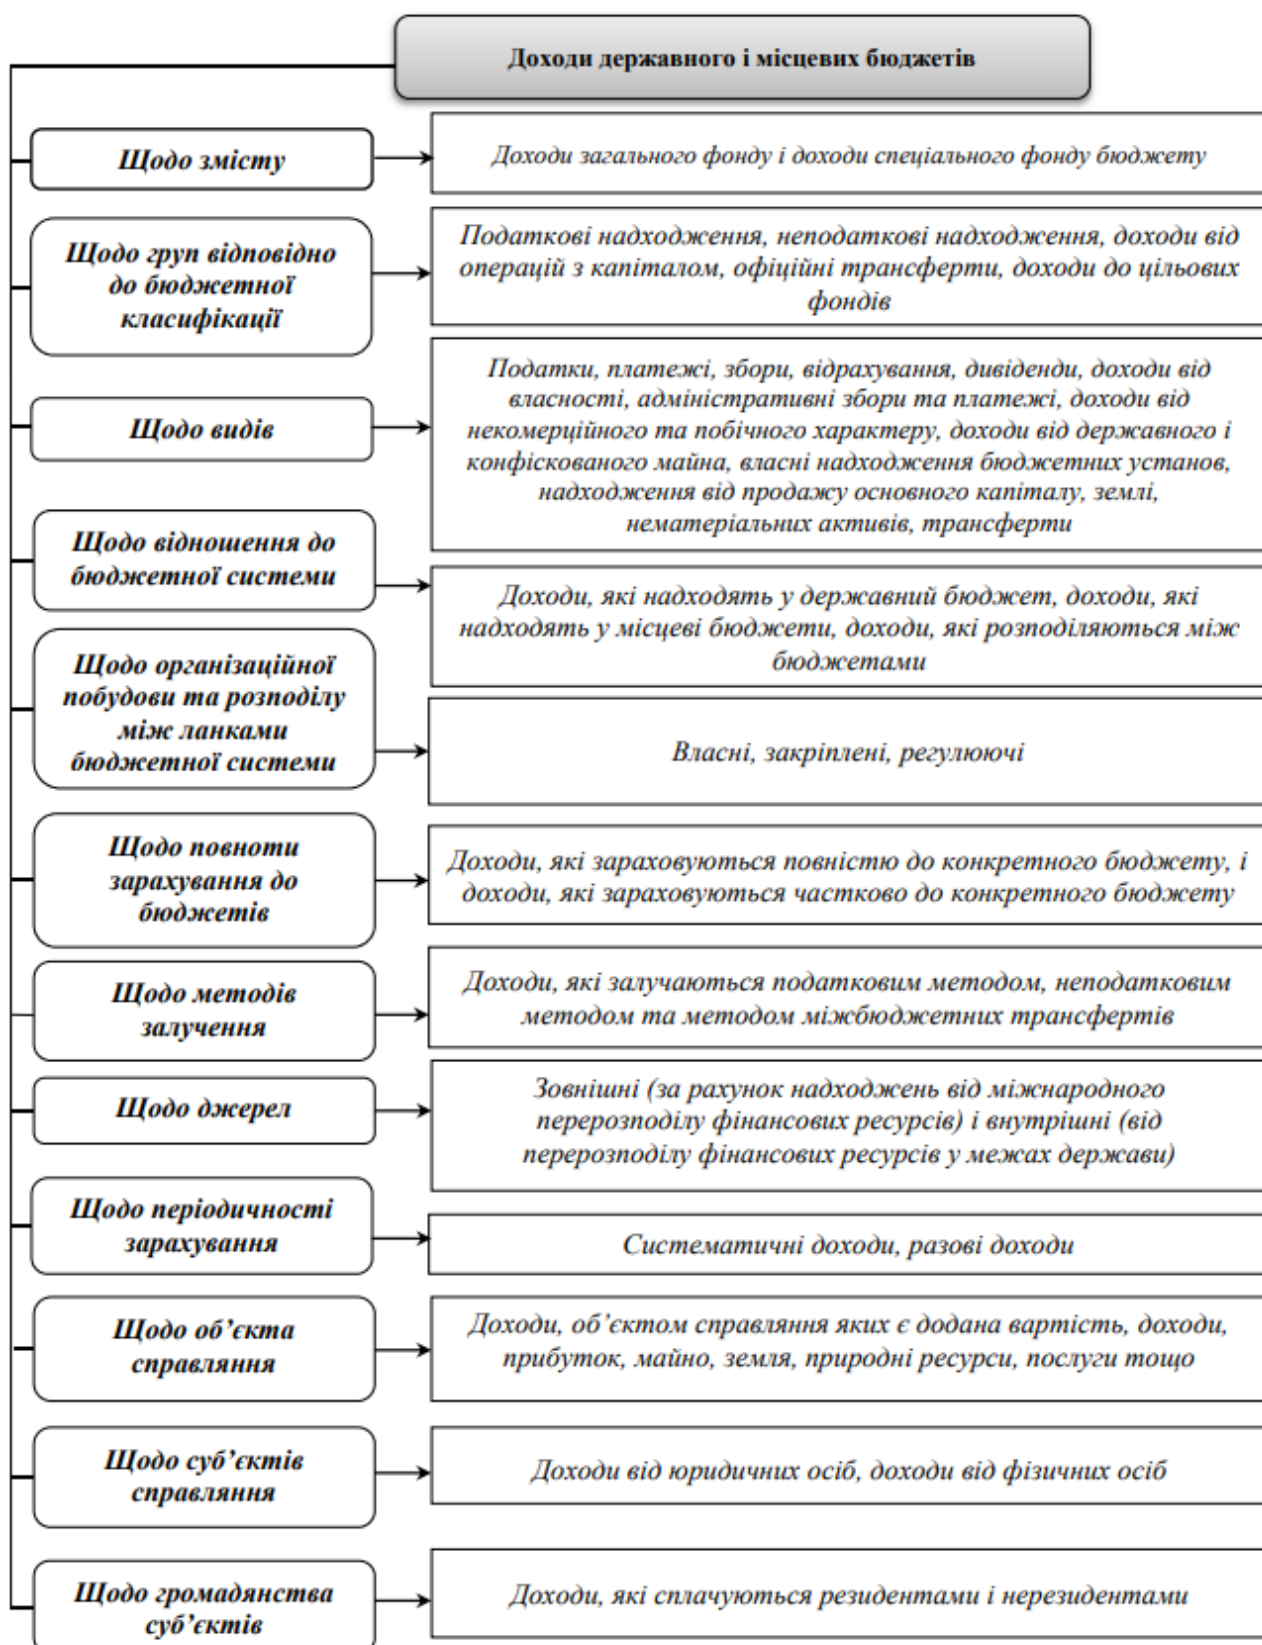 Доходи державного і місцевих бюджетів
Щодо змісту
Доходи загального фонду і доходи спеціального фонду бюджету
Щодо груп відповідно
до бюджетної
класифікації
Податкові надходження, неподаткові надходження, доходи від
операцій з капіталом, офіційні трансферти, доходи до цільових
фондів
Щодо видів
Податки, платежі, збори, відрахування, дивіденди, доходи від
власності, адміністративні збори та платежі, доходи від
некомерційного та побічного характеру, доходи від державного і
конфіскованого майна, власні надходження бюджетних установ,
надходження від продажу основного капіталу, землі,
нематеріальних активів, трансферти
Щодо відношення до
бюджетної системи
Доходи, які надходять у державний бюджет, доходи, які
надходять у місцеві бюджети, доходи, які розподіляються між
бюджетами
Щодо організаційної
побудови та розподілу
між ланками
бюджетної системи
Власні, закріплені, регулюючі
Щодо повноти
зарахування до
бюджетів
Доходи, які зараховуються повністю до конкретного бюджету, і
доходи, які зараховуються частково до конкретного бюджету
Щодо методів
залучення
Доходи, які залучаються податковим методом, неподатковим
методом та методом міжбюджетних трансфертів
Щодо джерел
Зовнішні (за рахунок надходжень від міжнародного
перерозподілу фінансових ресурсів) і внутрішні (від
перерозподілу фінансових ресурсів у межах держави)
Щодо періодичності
зарахування
Систематичні доходи, разові доходи
Щодо об’єкта
справляння
Доходи, об’єктом справляння яких є додана вартість, доходи,
прибуток, майно, земля, природні ресурси, послуги тощо
Щодо суб’єктів
справляння
Доходи від юридичних осіб, доходи від фізичних осіб
Щодо громадянства
суб’єктів
Доходи, які сплачуються резидентами і нерезидентами